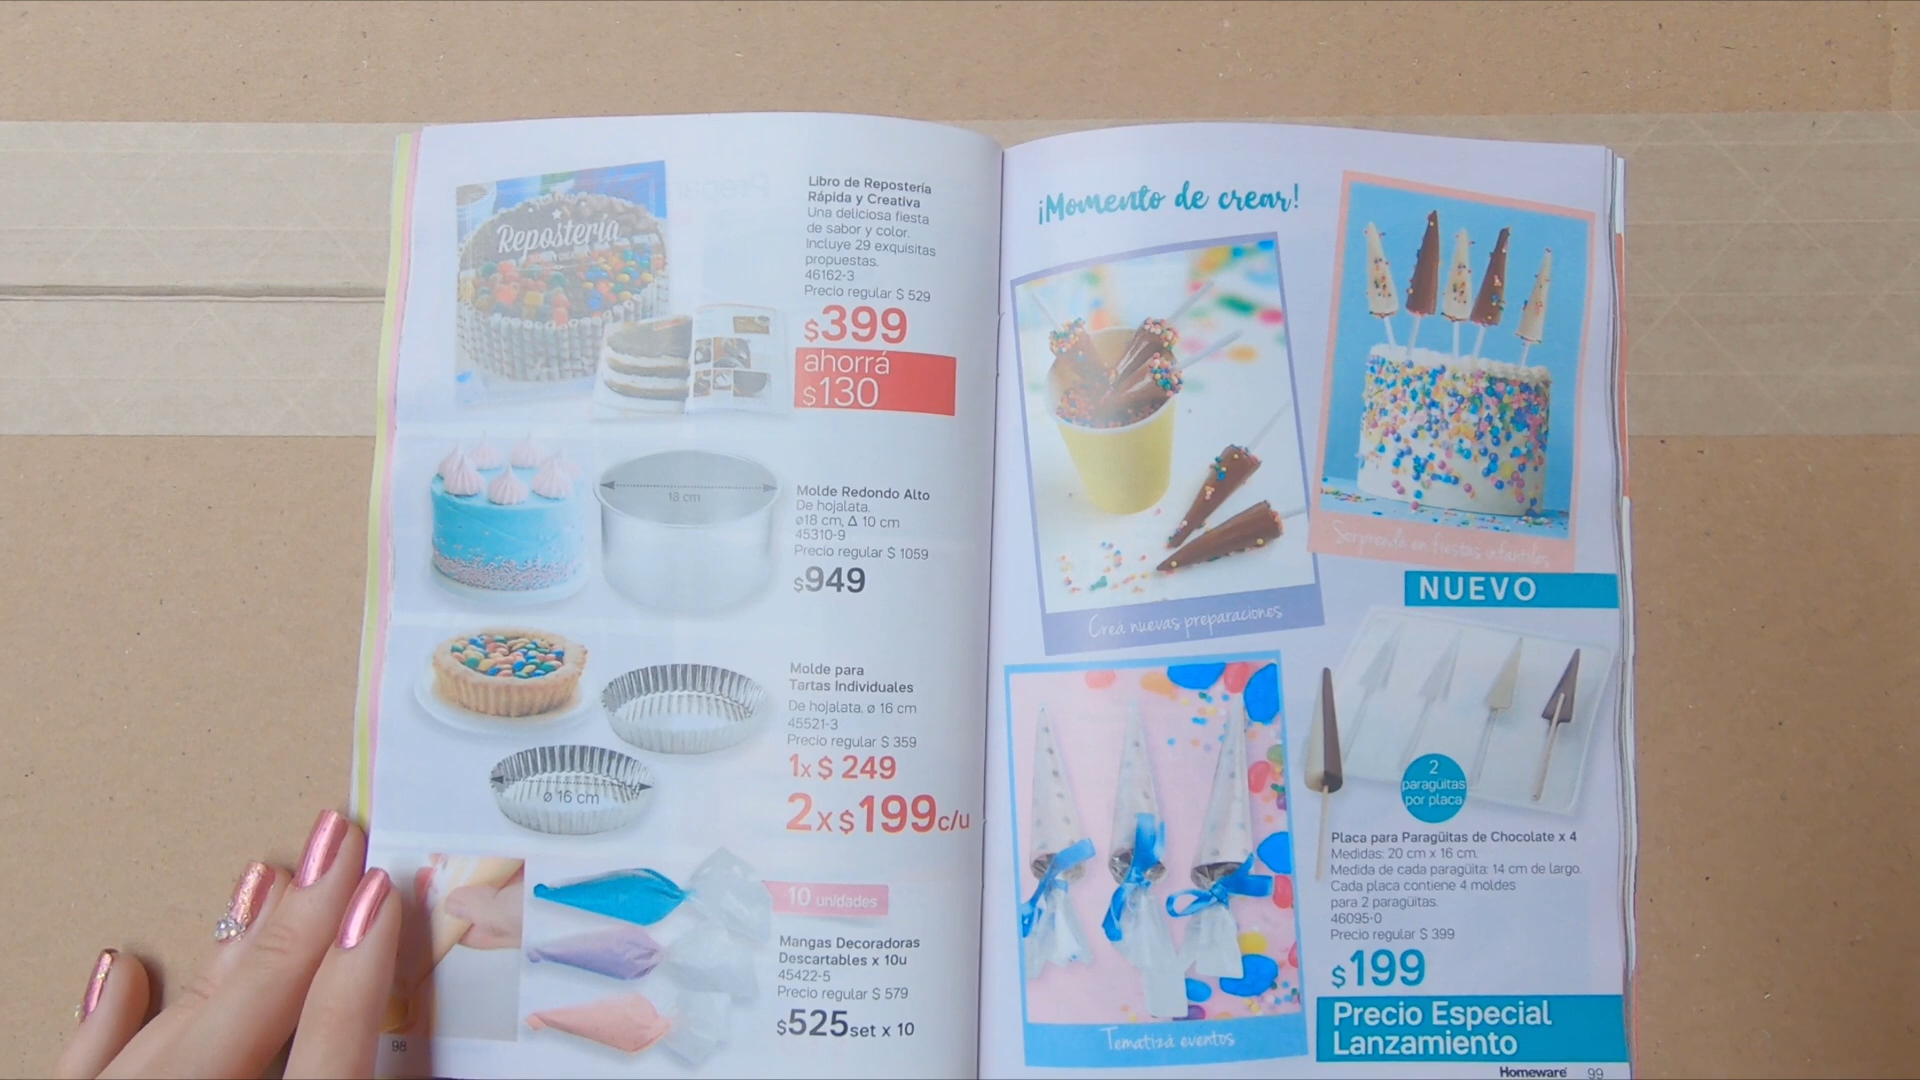 Repostería
Libro de Repostería
Rápida y Creativa
Una deliciosa fiesta
de sabor y color.
Incluye 29 exquisitas
propuestas.
46162-3
Precio regular $ 529
$399
ahorrá
$130
18 cm
Molde Redondo Alto
De hojalata.
ø18 cm, Δ 10 cm
45310-9
Precio regular $ 1059
$949
Molde para
Tartas Individuales
De hojalata. ø 16 cm
45521-3
Precio regular $ 359
1x $ 249
2x $199c/u
ø 16 cm
10 unidades
Mangas Decoradoras
Descartables x 10u
45422-5
Precio regular $ 579
$525 set x 10
98
¡Momento de crear!
Creá nuevas preparaciones
Sorprendé en fiestas infantiles
NUEVO
2
paragüitas
por placa
Placa para Paragüitas de Chocolate x 4
Medidas: 20 cm x 16 cm.
Medida de cada paragüita: 14 cm de largo.
Cada placa contiene 4 moldes
para 2 paragüitas.
46095-0
Precio regular $ 399
$199
Precio Especial
Lanzamiento
Tematizá eventos
Homeware 99